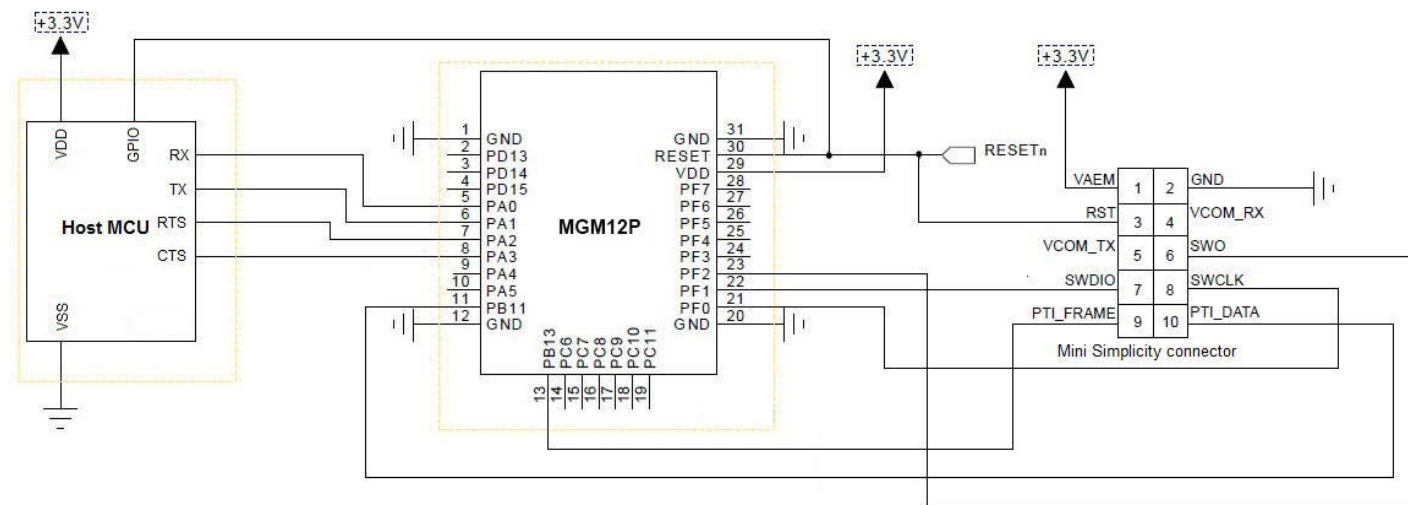 +3.3V
+3.3V
+3.3V
VDD
GPIO
RX
TX
RTS
CTS
Host MCU
VSS
MGM12P
1 GND
2 PD13
3 PD14
4 PD15
5 PA0
6 PA1
7 PA2
8 PA3
9 PA4
10 PA5
11 PB11
12 GND
PB13 13
PC6 14
PC7 15
PC8 16
PC9 17
PC10 18
PC11 19
GND 31
RESET 30
VDD 29
PF7 28
PF6 27
PF5 26
PF4 25
PF3 24
PF2 23
PF1 22
PF0 21
GND 20
RESETn
VAEM 1 2 GND
RST 3 4 VCOM_RX
VCOM_TX 5 6 SWO
SWDIO 7 8 SWCLK
PTI_FRAME 9 10 PTI_DATA
Mini Simplicity connector